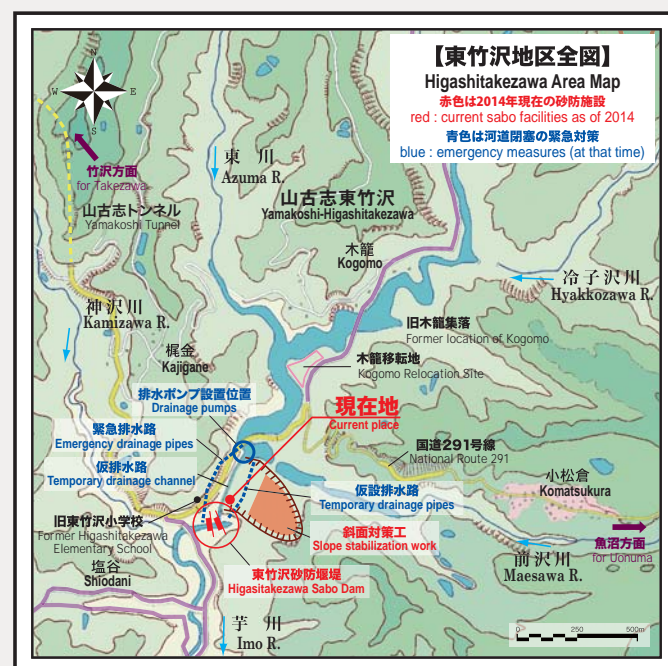 【東竹沢地区全図】
Higashitakezawa Area Map
赤色は2014年現在の砂防施設
red : current sabo facilities as of 2014
青色は河道閉塞の緊急対策
blue : emergency measures (at that time)
N
W
E
S
竹沢方面
for Takezawa
山古志トンネル
Yamakoshi Tunnel
東 川
Azuma R.
山古志東竹沢
Yamakoshi-Higashitakezawa
木籠
Kogomo
冷子沢川
Hyakkozawa R.
神沢川
Kamizawa R.
旧木籠集落
Former location of Kogomo
梶金
Kajigane
木籠移転地
Kogomo Relocation Site
排水ポンプ設置位置
Drainage pumps
現在地
Current place
緊急排水路
Emergency drainage pipes
国道291号線
National Route 291
仮排水路
Temporary drainage channel
小松倉
Komatsukura
仮設排水路
Temporary drainage pipes
旧東竹沢小学校
Former Higashitakezawa
Elementary School
斜面対策工
Slope stabilization work
魚沼方面
for Uonuma
前沢川
Maesawa R.
塩谷
Shiodani
東竹沢砂防堰堤
Higasitakezawa Sabo Dam
芋 川
Imo R.
0 250 500m